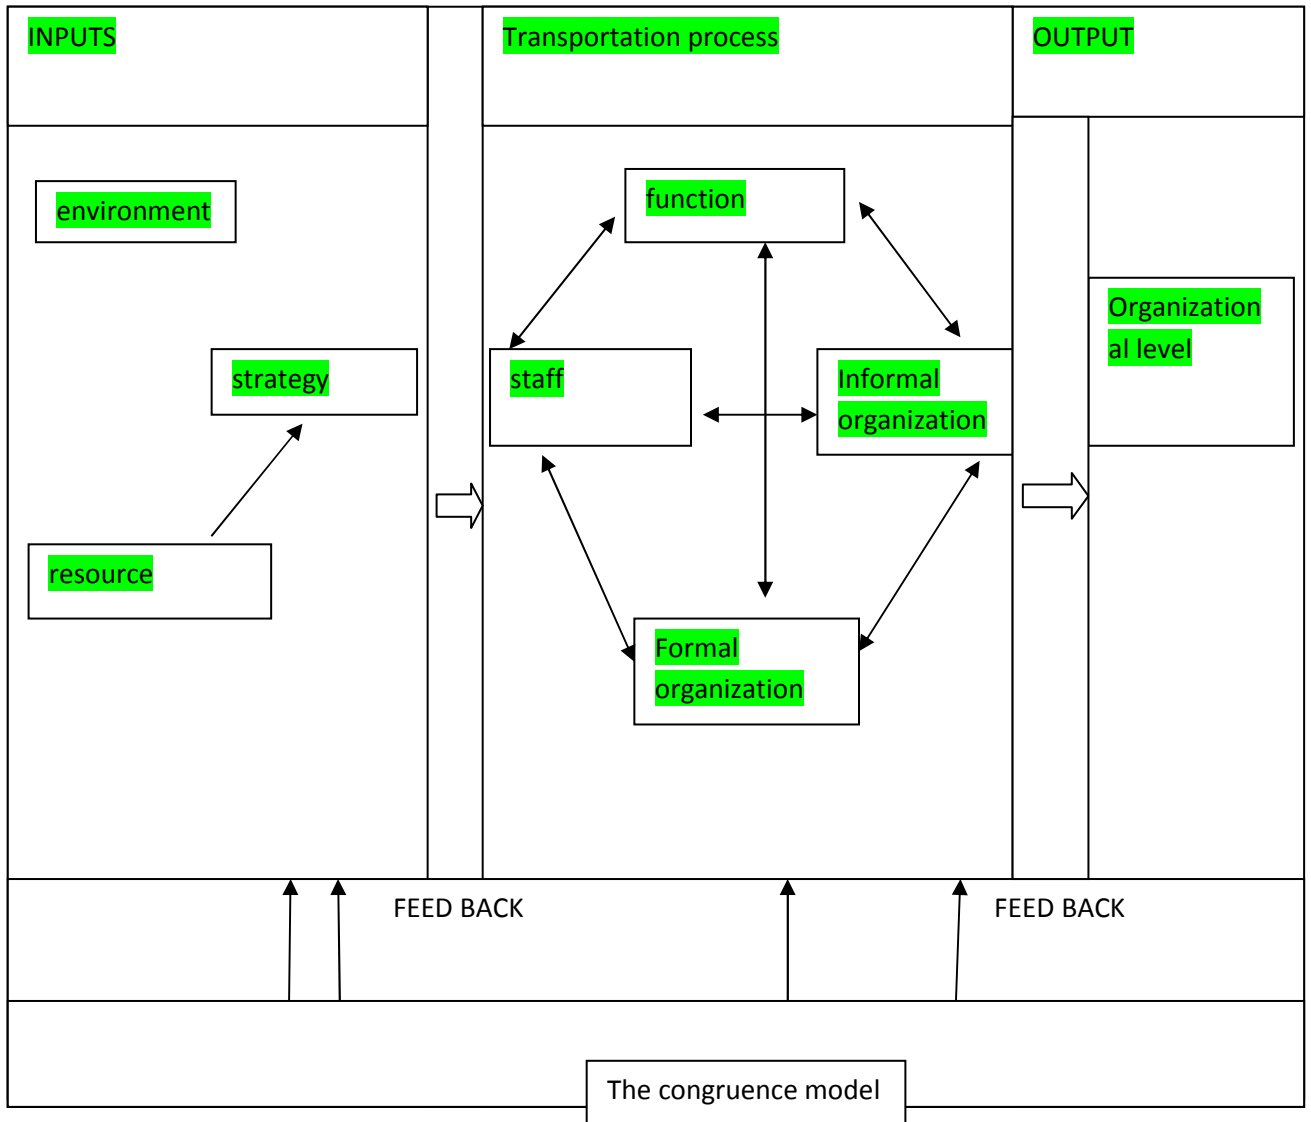 INPUTS
Transportation process
OUTPUT
environment
function
Organization
al level
strategy
staff
Informal
organization
resource
Formal
organization
FEED BACK
FEED BACK
The congruence model